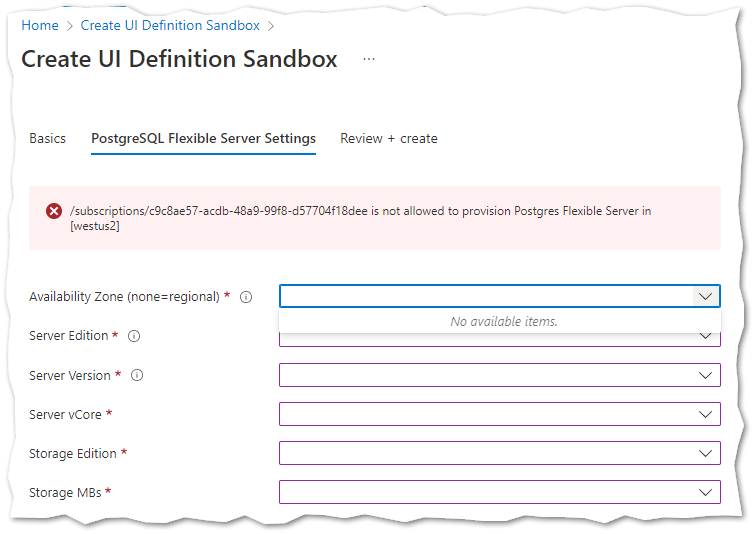 Home > Create UI Definition Sandbox >
Create UI Definition Sandbox ...
Basics PostgreSQL Flexible Server Settings Review + create
/subscriptions/c9c8ae57-acdb-48a9-99f8-d57704f18dee is not allowed to provision Postgres Flexible Server in
[westus2]
Availability Zone (none=regional) *
No available items.
Server Edition *
Server Version *
Server vCore *
Storage Edition *
Storage MBs *